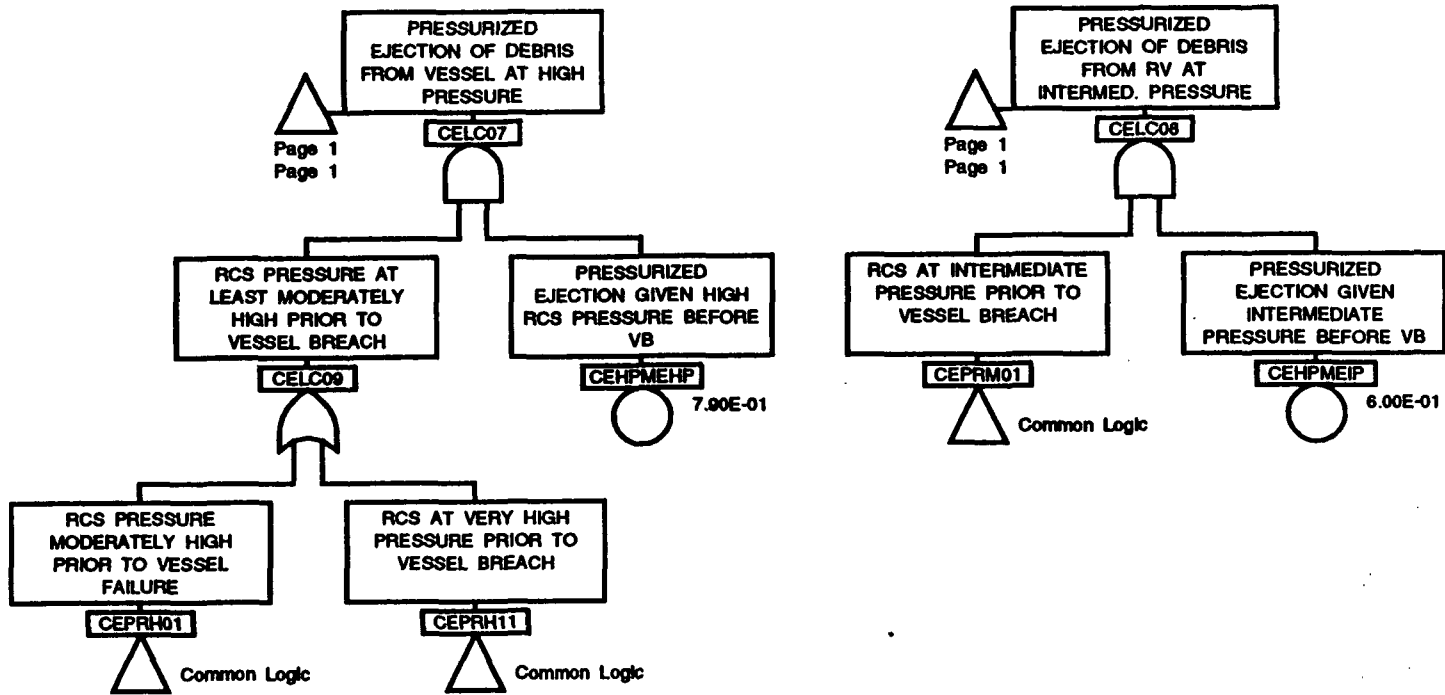 PRESSURIZED
EJECTION OF DEBRIS
FROM VESSEL AT HIGH
PRESSURE
CELC07
Page 1
Page 1
RCS PRESSURE AT
LEAST MODERATELY
HIGH PRIOR TO
VESSEL BREACH
CELC09
PRESSURIZED
EJECTION GIVEN HIGH
RCS PRESSURE BEFORE
VB
CEHPMEHP
7.90E-01
RCS PRESSURE
MODERATELY HIGH
PRIOR TO VESSEL
FAILURE
CEPRH01
Common Logic
RCS AT VERY HIGH
PRESSURE PRIOR TO
VESSEL BREACH
CEPRH11
Common Logic
PRESSURIZED
EJECTION OF DEBRIS
FROM RV AT
INTERMED. PRESSURE
CELC08
Page 1
Page 1
RCS AT INTERMEDIATE
PRESSURE PRIOR TO
VESSEL BREACH
CEPRM01
Common Logic
PRESSURIZED
EJECTION GIVEN
INTERMEDIATE
PRESSURE BEFORE VB
CEHPMEIP
6.00E-01